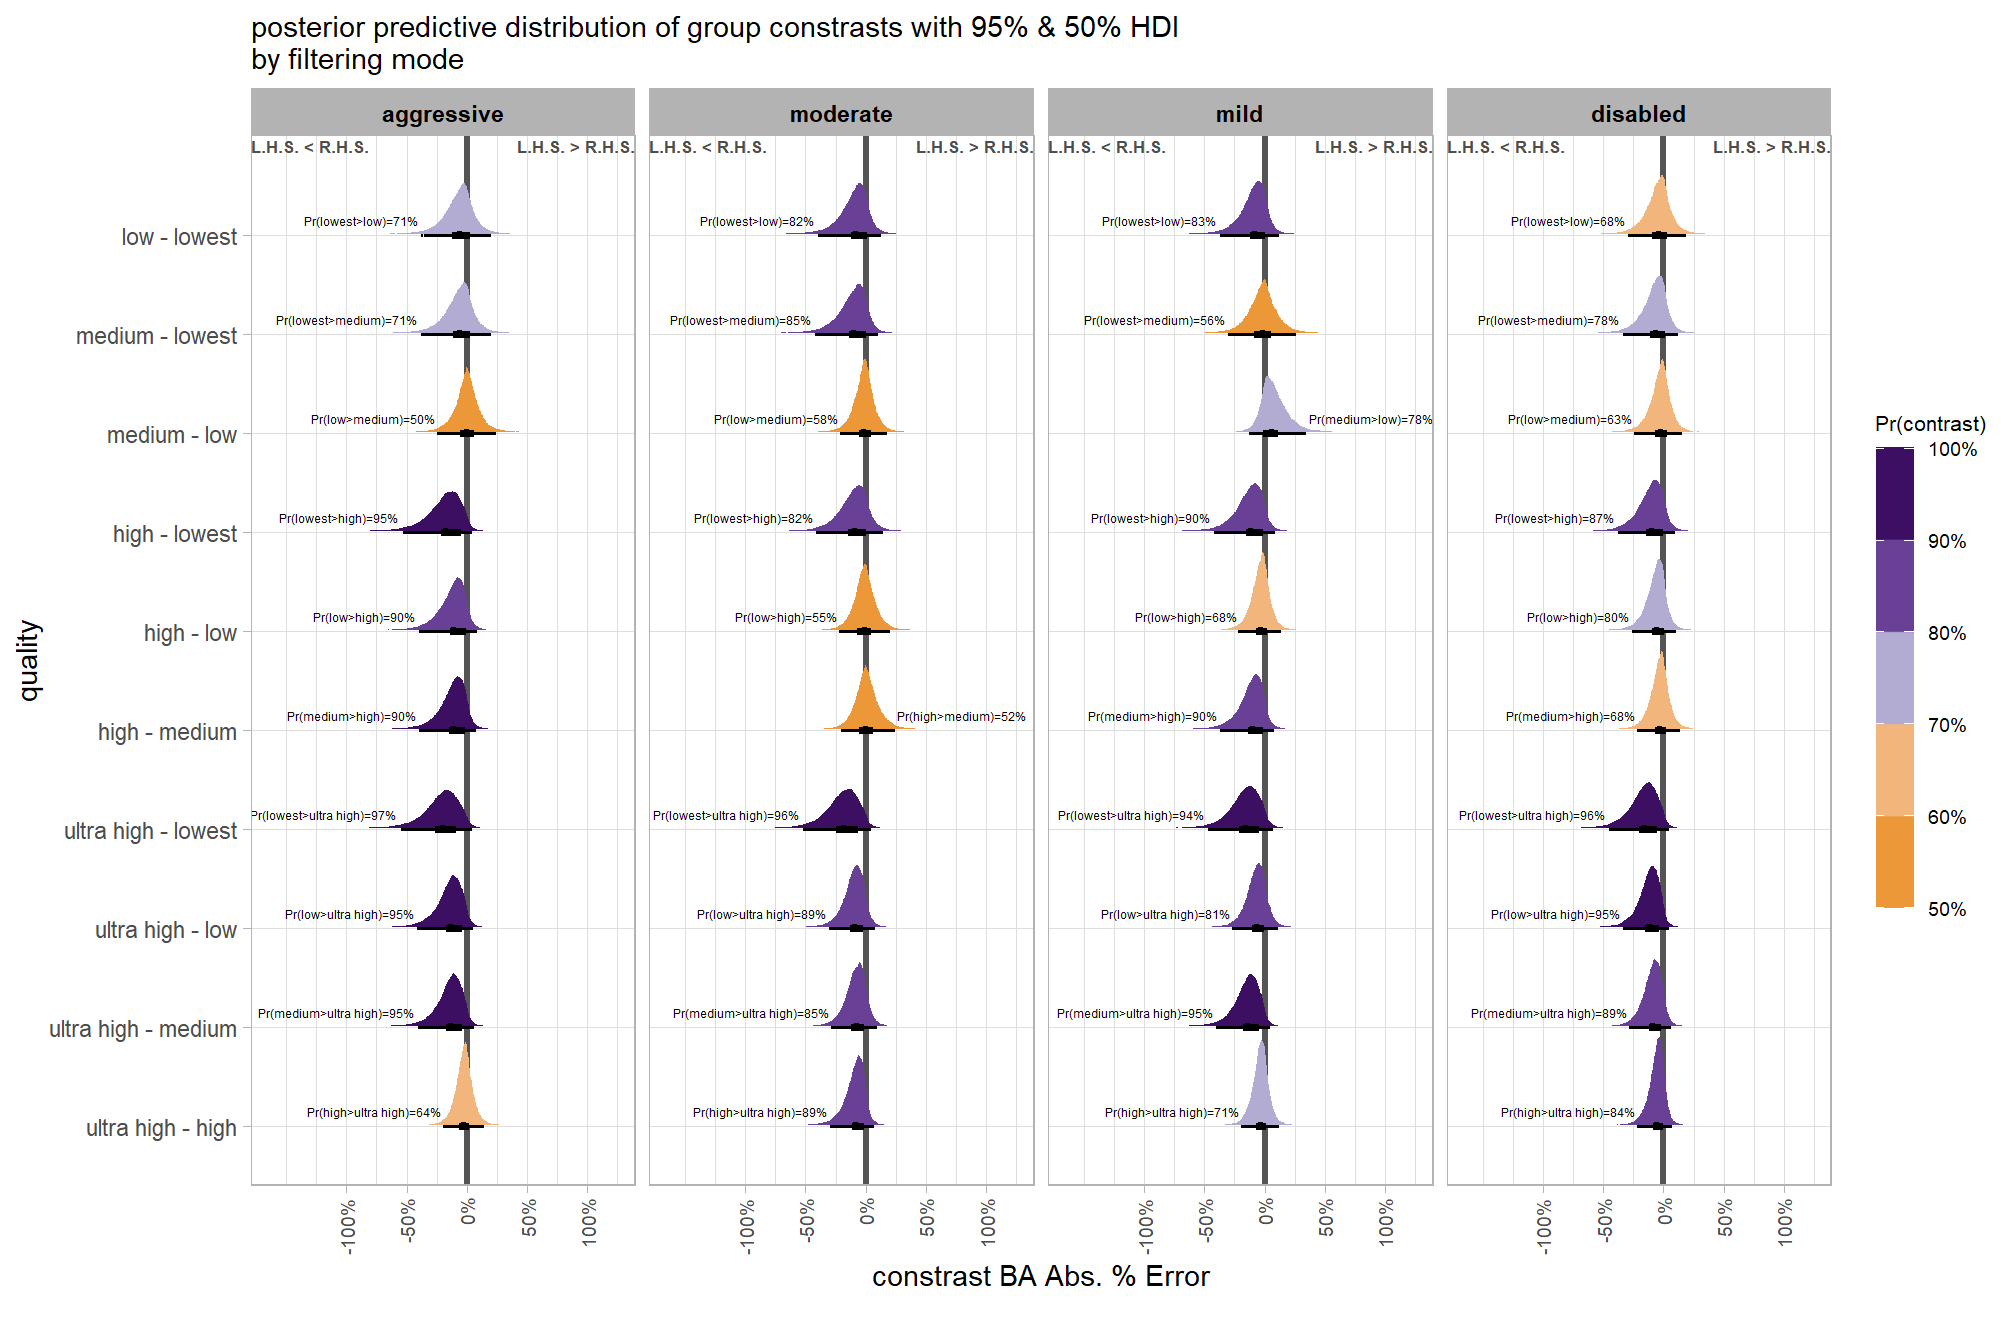 posterior predictive distribution of group constrasts with 95% & 50% HDI
by filtering mode
aggressive
moderate
mild
disabled
L.H.S. < R.H.S. L.H.S. > R.H.S. L.H.S. < R.H.S. L.H.S. > R.H.S. L.H.S. < R.H.S. L.H.S. > R.H.S. L.H.S. < R.H.S. L.H.S. > R.H.S.
quality
low - lowest
Pr(lowest>low)=71%
Pr(lowest>low)=82%
Pr(lowest>low)=83%
Pr(lowest>low)=68%
medium - lowest
Pr(lowest>medium)=71%
Pr(lowest>medium)=85%
Pr(lowest>medium)=56%
Pr(lowest>medium)=78%
medium - low
Pr(low>medium)=50%
Pr(low>medium)=58%
Pr(medium>low)=78%
Pr(low>medium)=63%
high - lowest
Pr(lowest>high)=95%
Pr(lowest>high)=82%
Pr(lowest>high)=90%
Pr(lowest>high)=87%
high - low
Pr(low>high)=90%
Pr(low>high)=55%
Pr(low>high)=68%
Pr(low>high)=80%
high - medium
Pr(medium>high)=90%
Pr(high>medium)=52%
Pr(medium>high)=90%
Pr(medium>high)=68%
ultra high - lowest
Pr(lowest>ultra high)=97%
Pr(lowest>ultra high)=96%
Pr(lowest>ultra high)=94%
Pr(lowest>ultra high)=96%
ultra high - low
Pr(low>ultra high)=95%
Pr(low>ultra high)=89%
Pr(low>ultra high)=81%
Pr(low>ultra high)=95%
ultra high - medium
Pr(medium>ultra high)=95%
Pr(medium>ultra high)=85%
Pr(medium>ultra high)=95%
Pr(medium>ultra high)=89%
ultra high - high
Pr(high>ultra high)=64%
Pr(high>ultra high)=89%
Pr(high>ultra high)=71%
Pr(high>ultra high)=84%
-100% -50% 0% 50% 100%
-100% -50% 0% 50% 100%
-100% -50% 0% 50% 100%
-100% -50% 0% 50% 100%
constrast BA Abs. % Error
Pr(contrast)
100%
90%
80%
70%
60%
50%